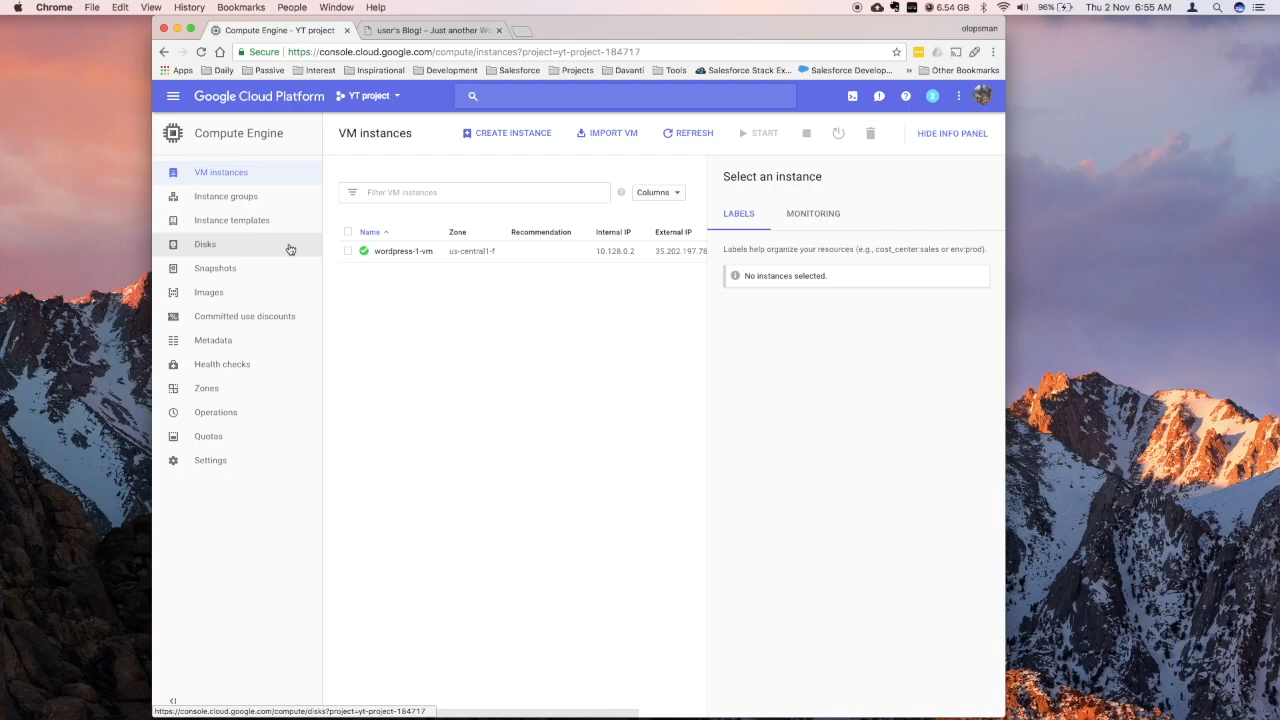 Chrome File Edit View History Bookmarks People Window Help
96% Thu 2 Nov 6:55 AM
Compute Engine - YT project
user's Blog! – Just another Wo
olopsman
Secure https://console.cloud.google.com/compute/instances?project=yt-project-184717
Apps Daily Passive Interest Inspirational Development Salesforce Projects Davanti Tools Salesforce Stack Ex... Salesforce Develop... » Other Bookmarks
Google Cloud Platform YT project 2
Compute Engine
VM instances CREATE INSTANCE IMPORT VM REFRESH START HIDE INFO PANEL
VM instances
Instance groups
Instance templates
Disks
Snapshots
Images
Committed use discounts
Metadata
Health checks
Zones
Operations
Quotas
Settings
Filter VM instances Columns
Name Zone Recommendation Internal IP External IP
wordpress-1-vm us-central1-f 10.128.0.2 35.202.197.78
Select an instance
LABELS MONITORING
Labels help organize your resources (e.g., cost_center:sales or env:prod).
No instances selected.
https://console.cloud.google.com/compute/disks?project=yt-project-184717